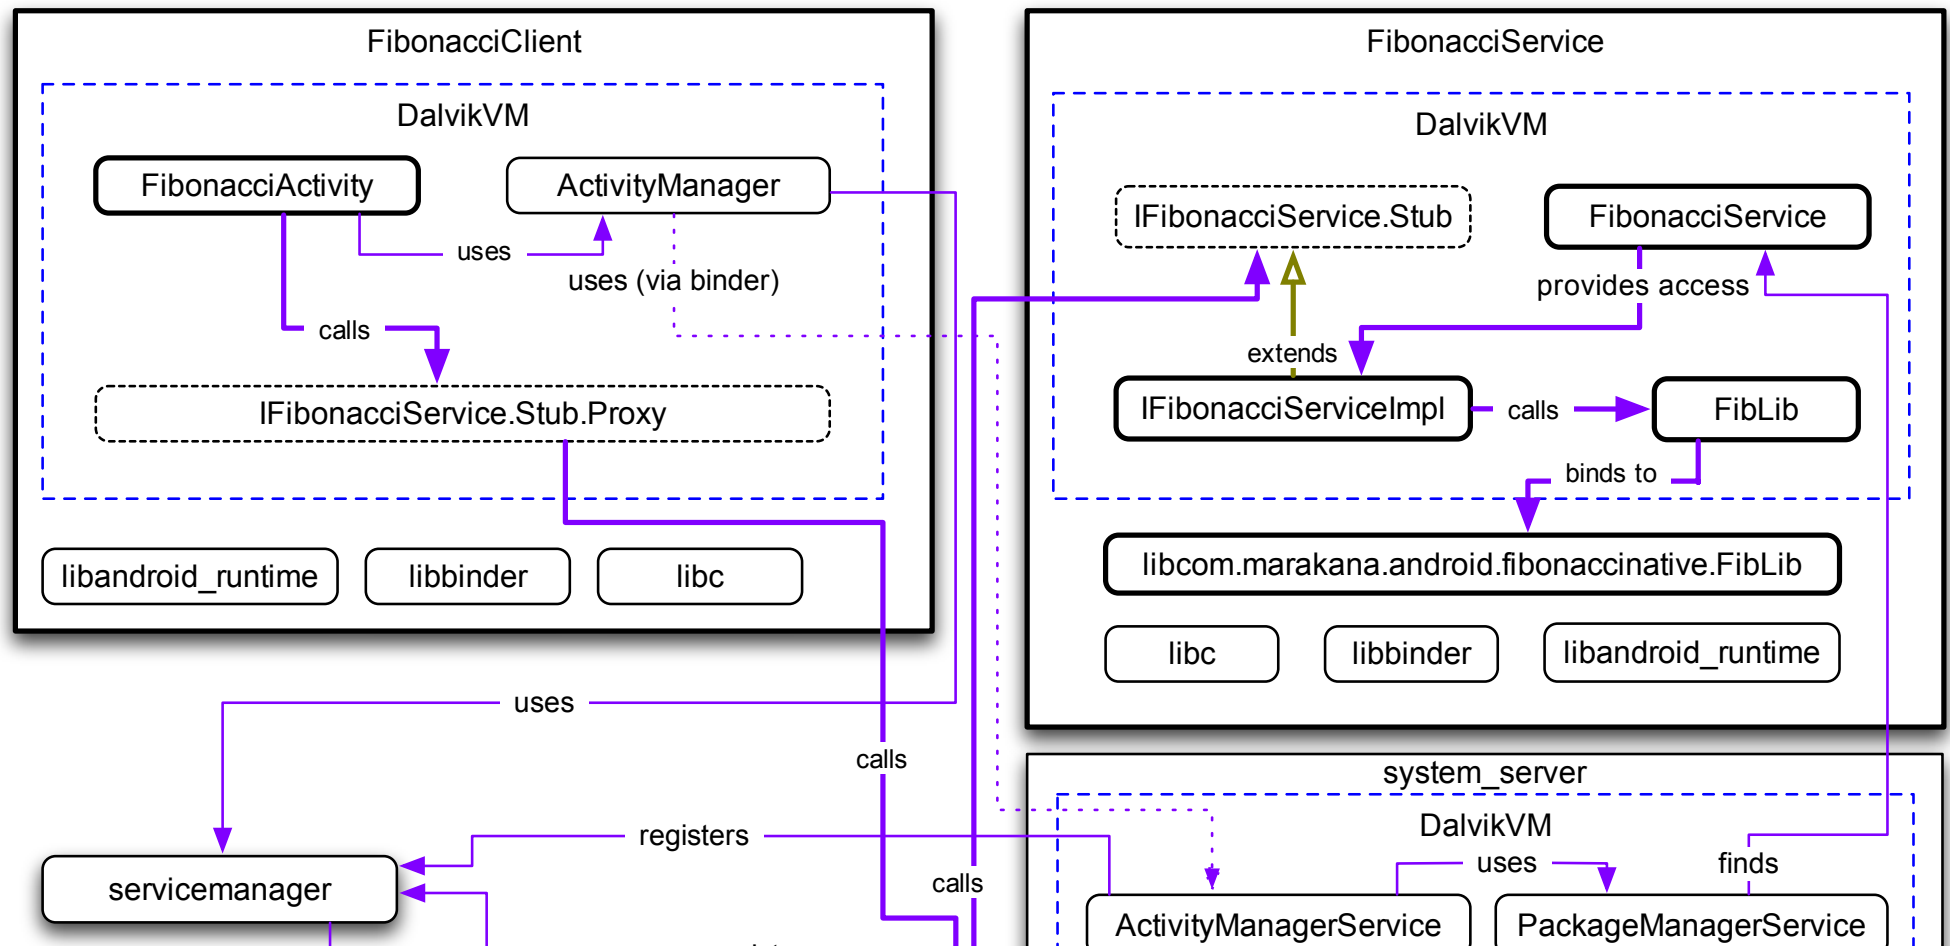 FibonacciClient
DalvikVM
FibonacciActivity
ActivityManager
uses
uses (via binder)
calls
IFibonacciService.Stub.Proxy
libandroid_runtime
libbinder
libc
FibonacciService
DalvikVM
IFibonacciService.Stub
FibonacciService
provides access
extends
IFibonacciServiceImpl
calls
FibLib
binds to
libcom.marakana.android.fibonaccinative.FibLib
libc
libbinder
libandroid_runtime
uses
calls
registers
calls
servicemanager
system_server
DalvikVM
uses
finds
ActivityManagerService
PackageManagerService